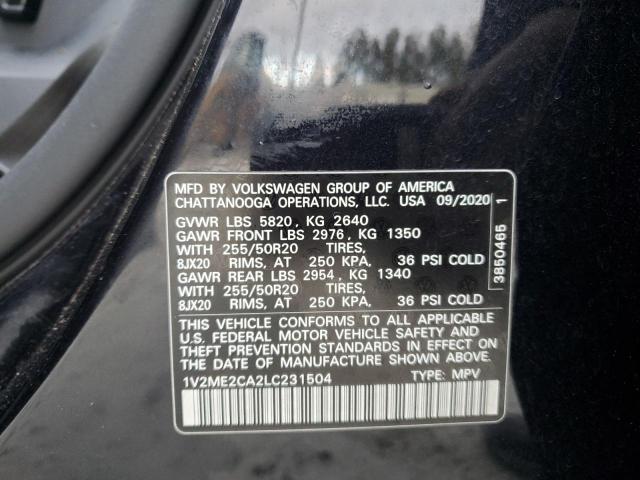 MFD BY VOLKSWAGEN GROUP OF AMERICA
CHATTANOOGA OPERATIONS, LLC. USA 09/2020
GVWR LBS 5820, KG 2640
GAWR FRONT LBS 2976, KG 1350
WITH 255/50R20 TIRES,
8JX20 RIMS, AT 250 KPA, 36 PSI COLD
GAWR REAR LBS 2954, KG 1340
WITH 255/50R20 TIRES,
8JX20 RIMS, AT 250 KPA, 36 PSI COLD
THIS VEHICLE CONFORMS TO ALL APPLICABLE
U.S. FEDERAL MOTOR VEHICLE SAFETY AND
THEFT PREVENTION STANDARDS IN EFFECT ON
THE DATE OF MANUFACTURE SHOWN ABOVE.
1V2ME2CA2LC231504 TYPE: MPV
3850465 1